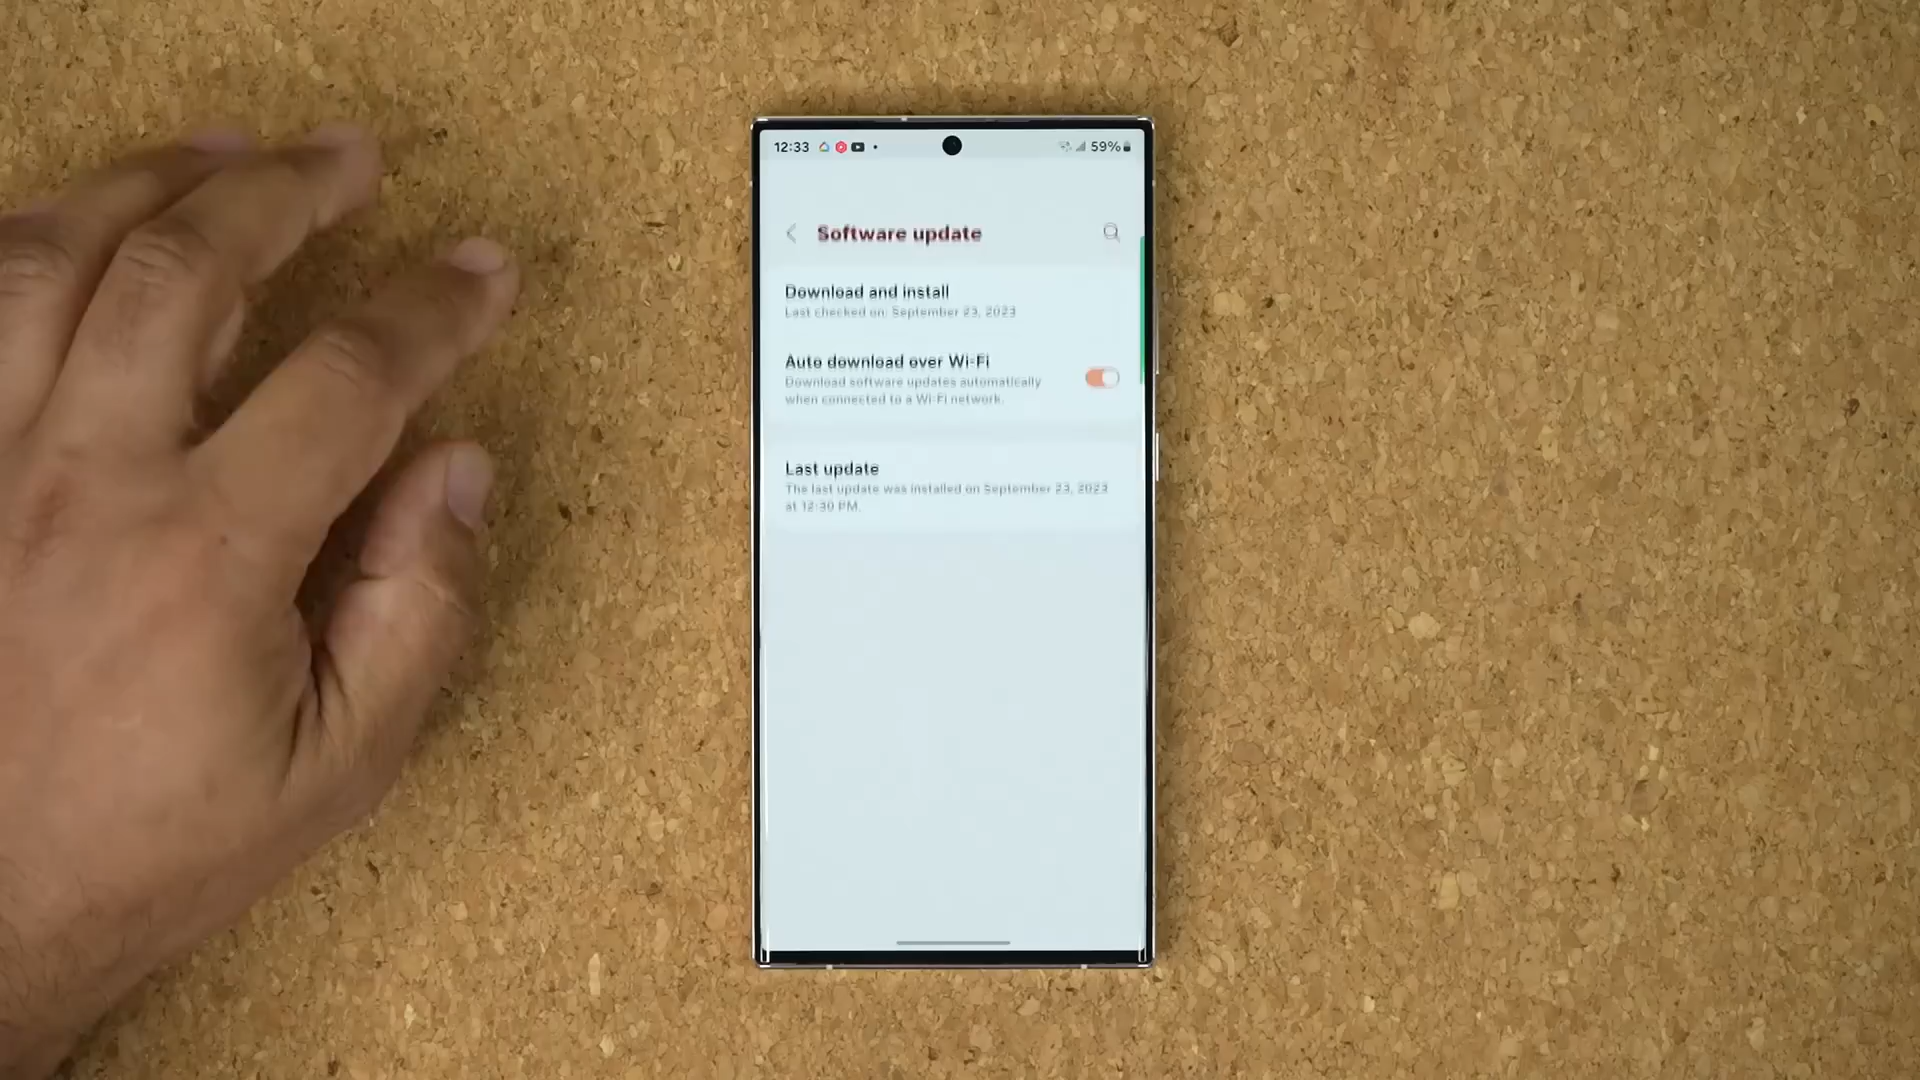 12:33
59%
Software update
Download and install
Last checked on: September 23, 2023
Auto download over Wi-Fi
Download software updates automatically
when connected to a Wi-Fi network.
Last update
The last update was installed on September 23, 2023
at 12:30 PM.